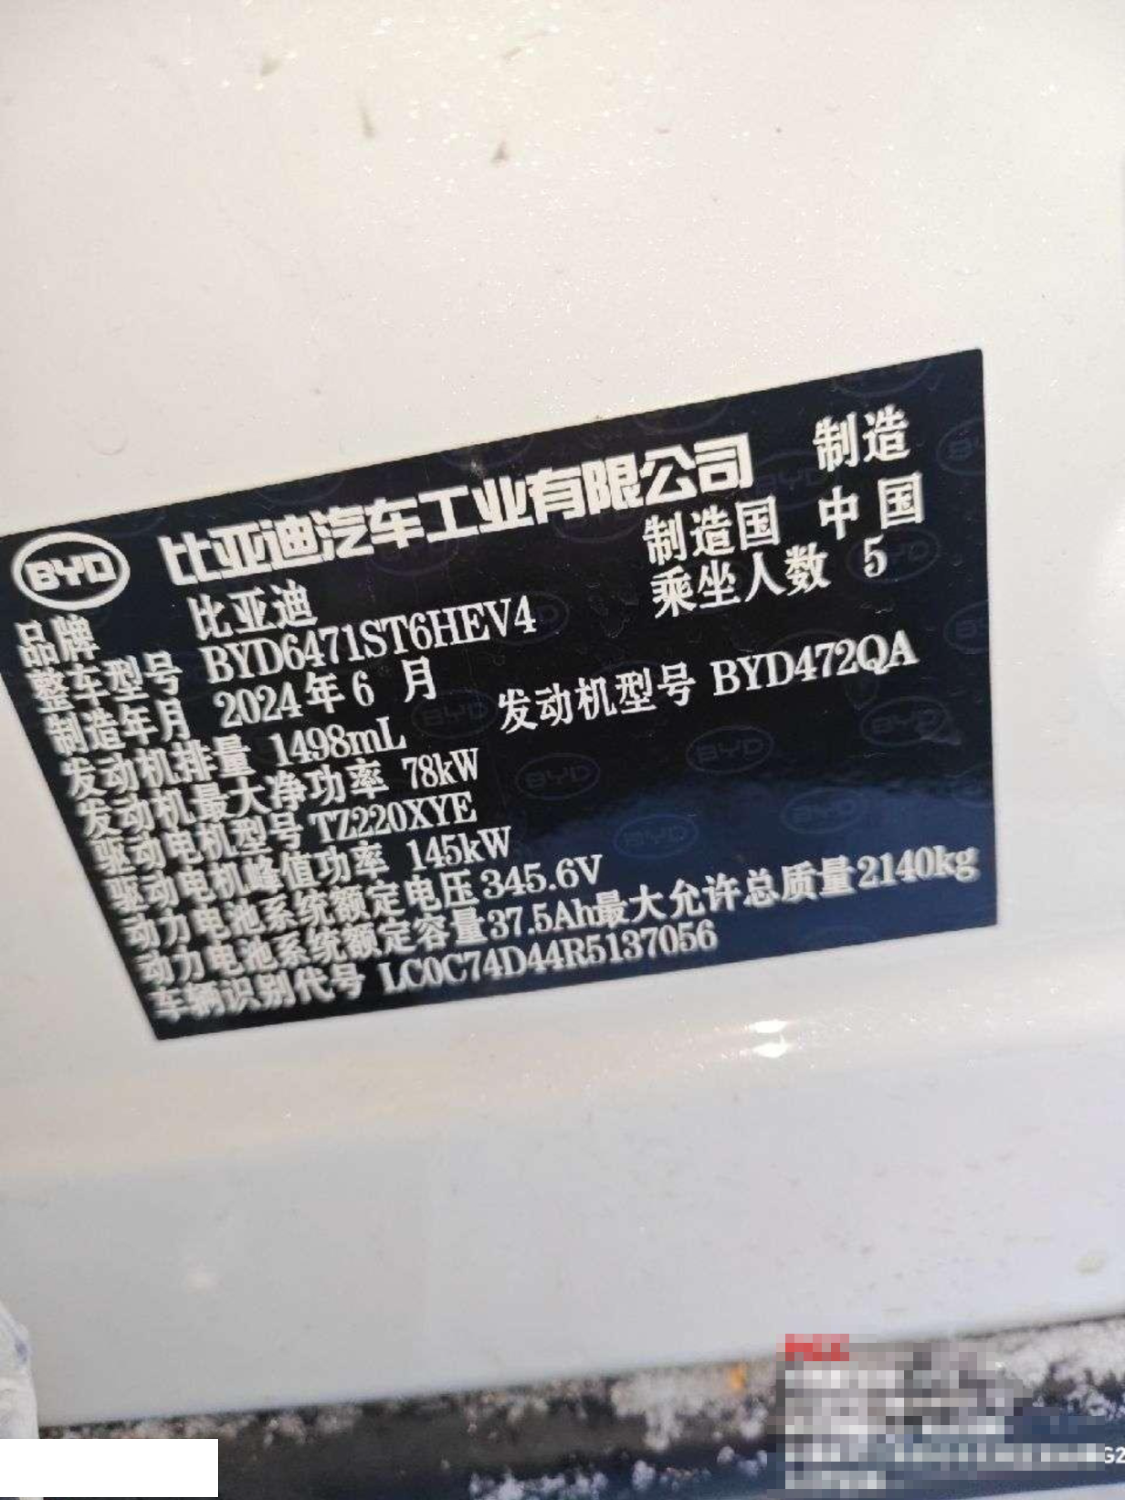 BYD 比亚迪汽车工业有限公司 制造
品牌 比亚迪 制造国 中国
整车型号 BYD6471ST6HEV4 乘坐人数 5
制造年月 2024年6月
发动机排量 1498mL 发动机型号 BYD472QA
发动机最大净功率 78kW
驱动电机型号 TZ220XYE
驱动电机峰值功率 145kW
动力电池系统额定电压 345.6V
动力电池系统额定容量 37.5Ah 最大允许总质量 2140kg
车辆识别代号 LC0C74D44R5137056
G2